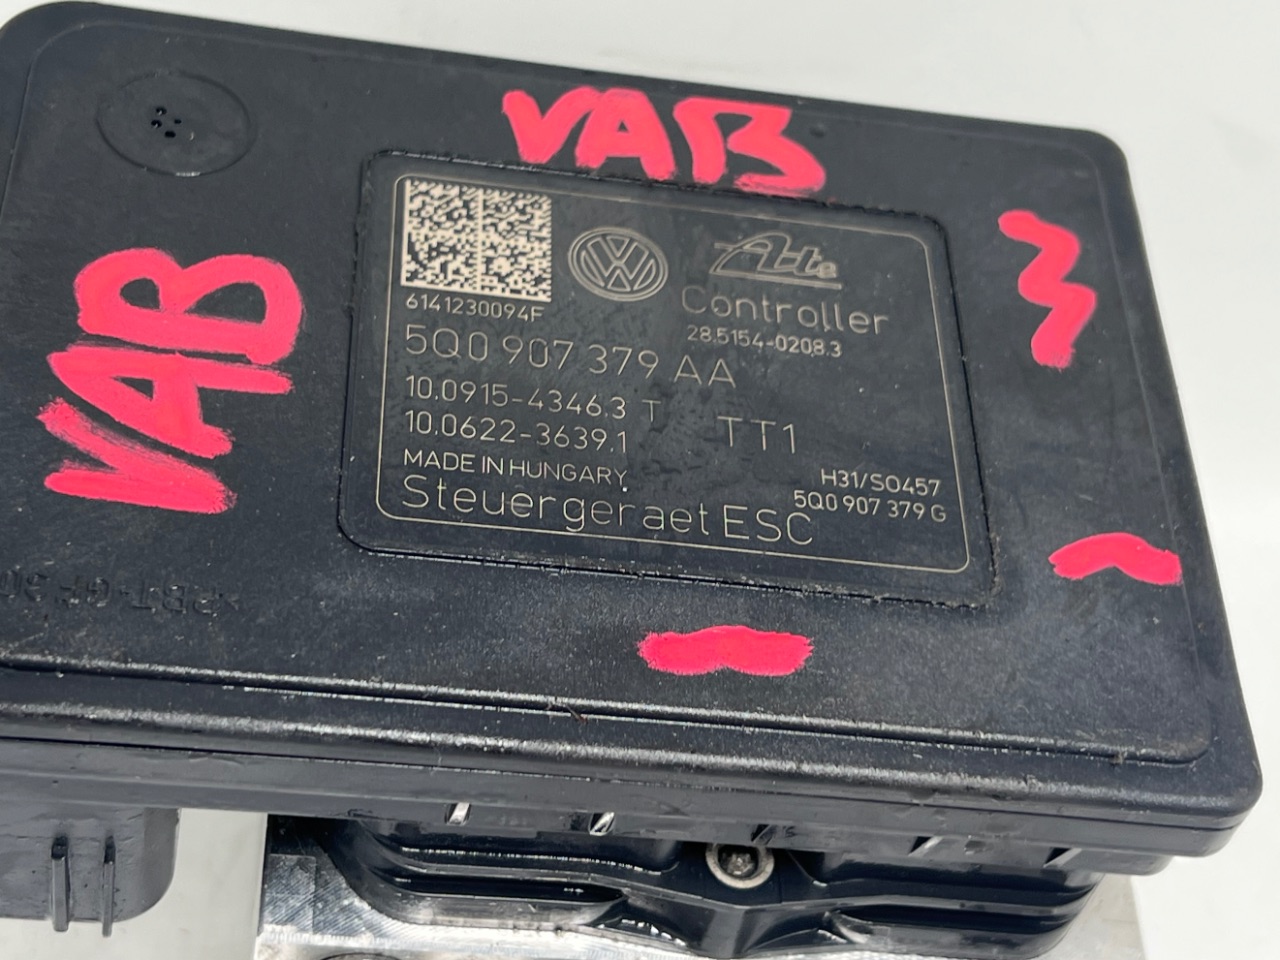 VAB
VAB
Ate
Controller
28.5154-0208.3
6141230094F
5Q0 907 379 AA
10.0915-4346.3 T
10.0622-3639.1
TT1
MADE IN HUNGARY
H31/S0457
5Q0 907 379 G
Steuergeraet ESC